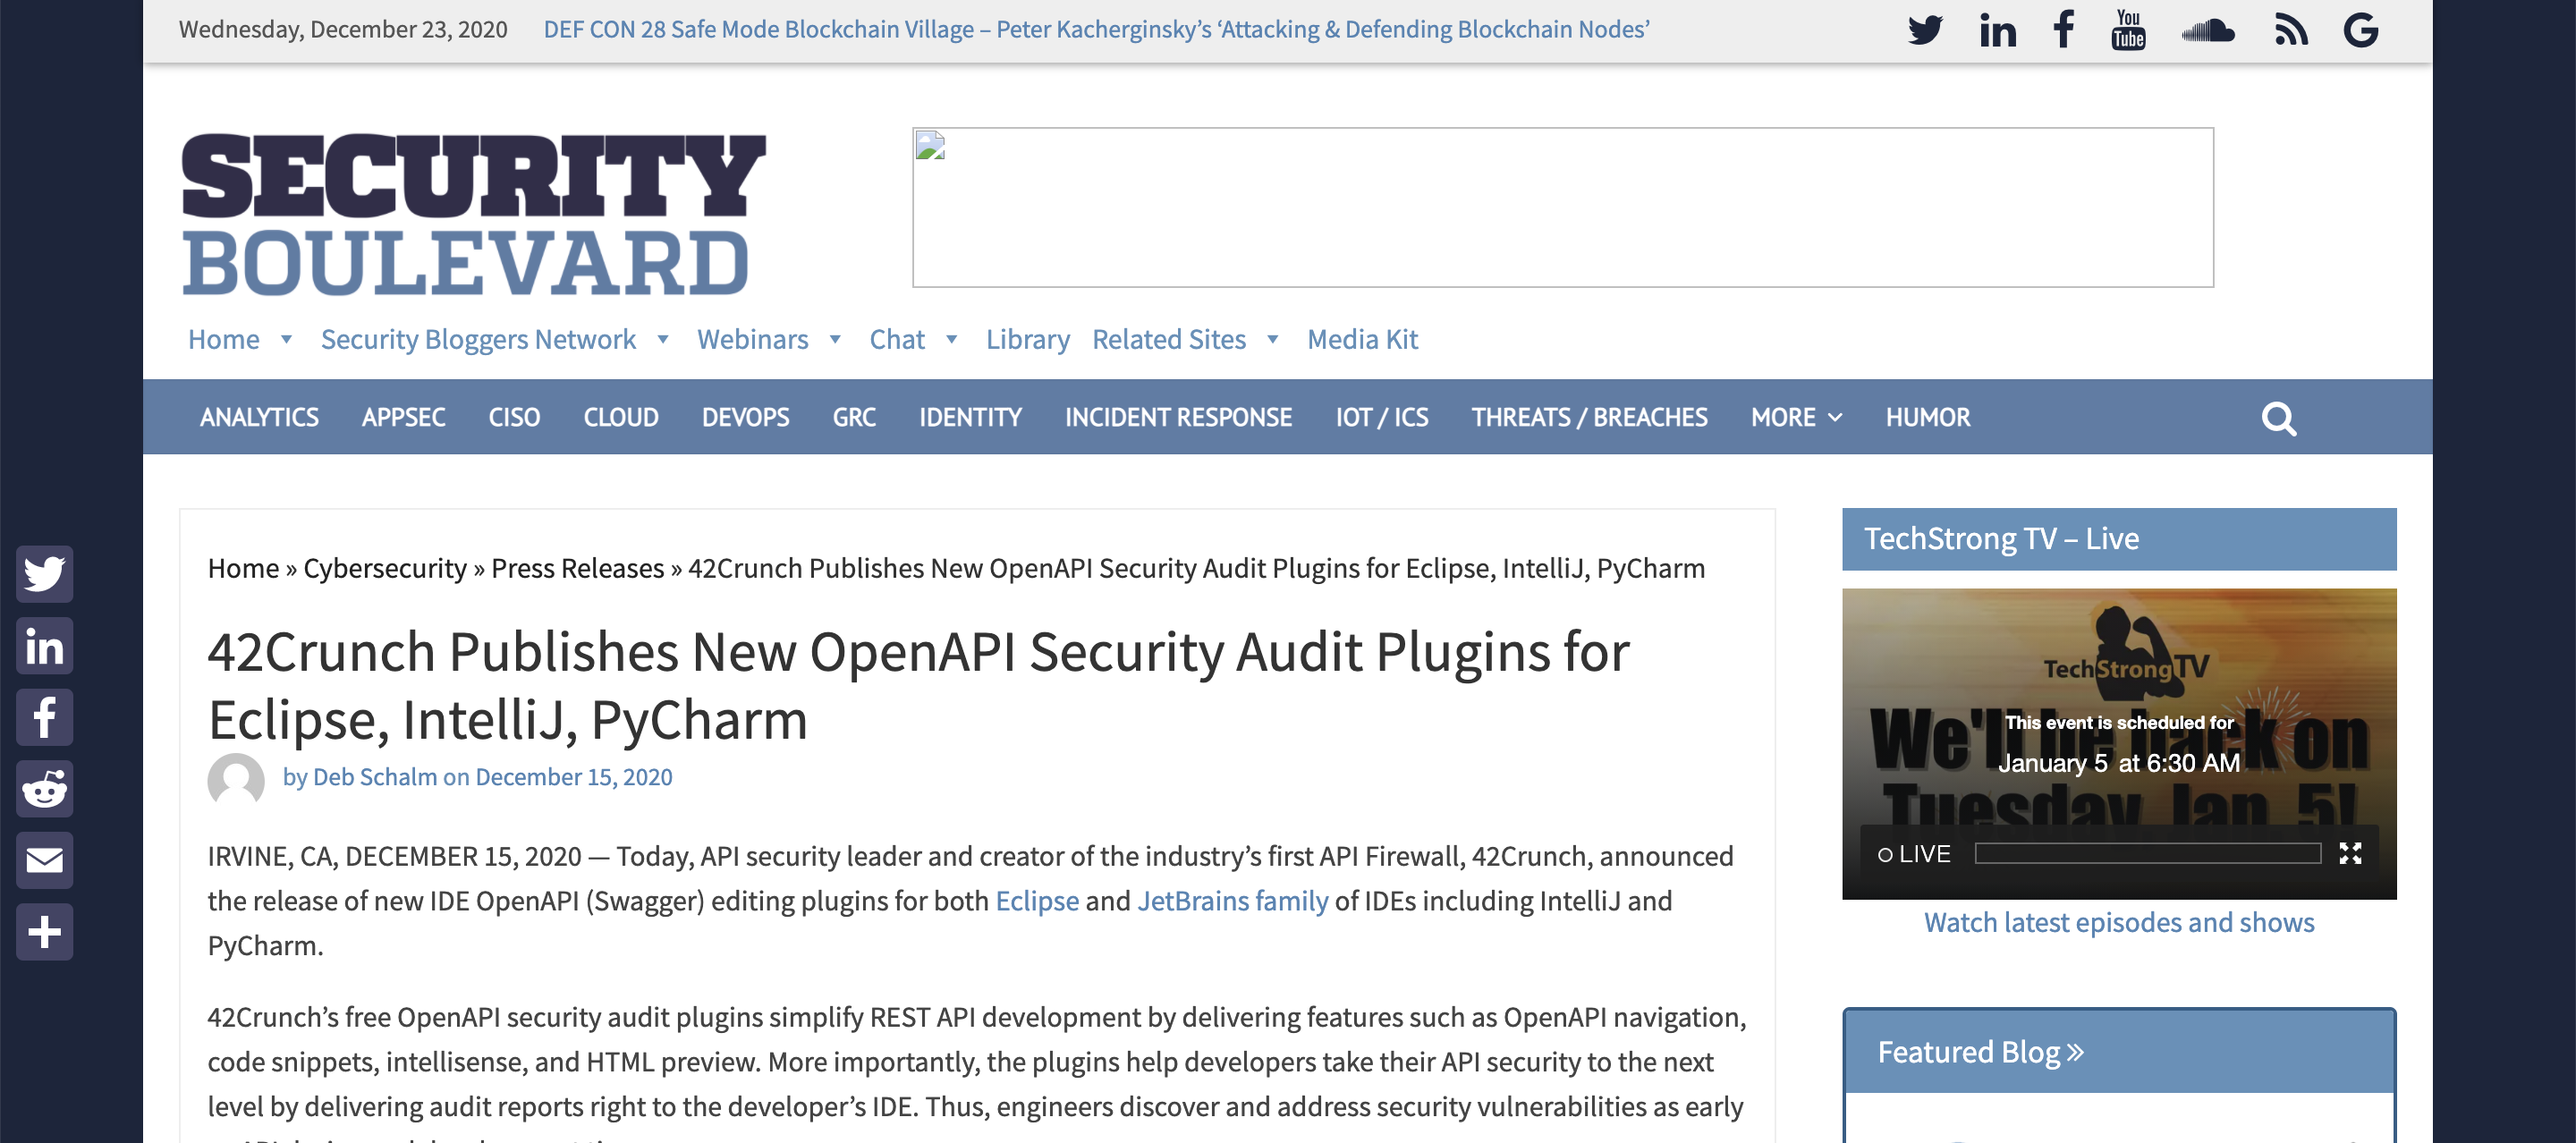 Wednesday, December 23, 2020
DEF CON 28 Safe Mode Blockchain Village – Peter Kacherginsky’s ‘Attacking & Defending Blockchain Nodes’
You
Tube
SECURITY
BOULEVARD
Home
Security Bloggers Network
Webinars
Chat
Library
Related Sites
Media Kit
ANALYTICS
APPSEC
CISO
CLOUD
DEVOPS
GRC
IDENTITY
INCIDENT RESPONSE
IOT / ICS
THREATS / BREACHES
MORE
HUMOR
Home » Cybersecurity » Press Releases » 42Crunch Publishes New OpenAPI Security Audit Plugins for Eclipse, IntelliJ, PyCharm
42Crunch Publishes New OpenAPI Security Audit Plugins for
Eclipse, IntelliJ, PyCharm
by Deb Schalm on December 15, 2020
IRVINE, CA, DECEMBER 15, 2020 — Today, API security leader and creator of the industry’s first API Firewall, 42Crunch, announced
the release of new IDE OpenAPI (Swagger) editing plugins for both Eclipse and JetBrains family of IDEs including IntelliJ and
PyCharm.
42Crunch’s free OpenAPI security audit plugins simplify REST API development by delivering features such as OpenAPI navigation,
code snippets, intellisense, and HTML preview. More importantly, the plugins help developers take their API security to the next
level by delivering audit reports right to the developer’s IDE. Thus, engineers discover and address security vulnerabilities as early
TechStrong TV – Live
TechStrongTV
We'll be back on
This event is scheduled for
January 5 at 6:30 AM
Tuesday Jan. 5!
LIVE
Watch latest episodes and shows
Featured Blog »